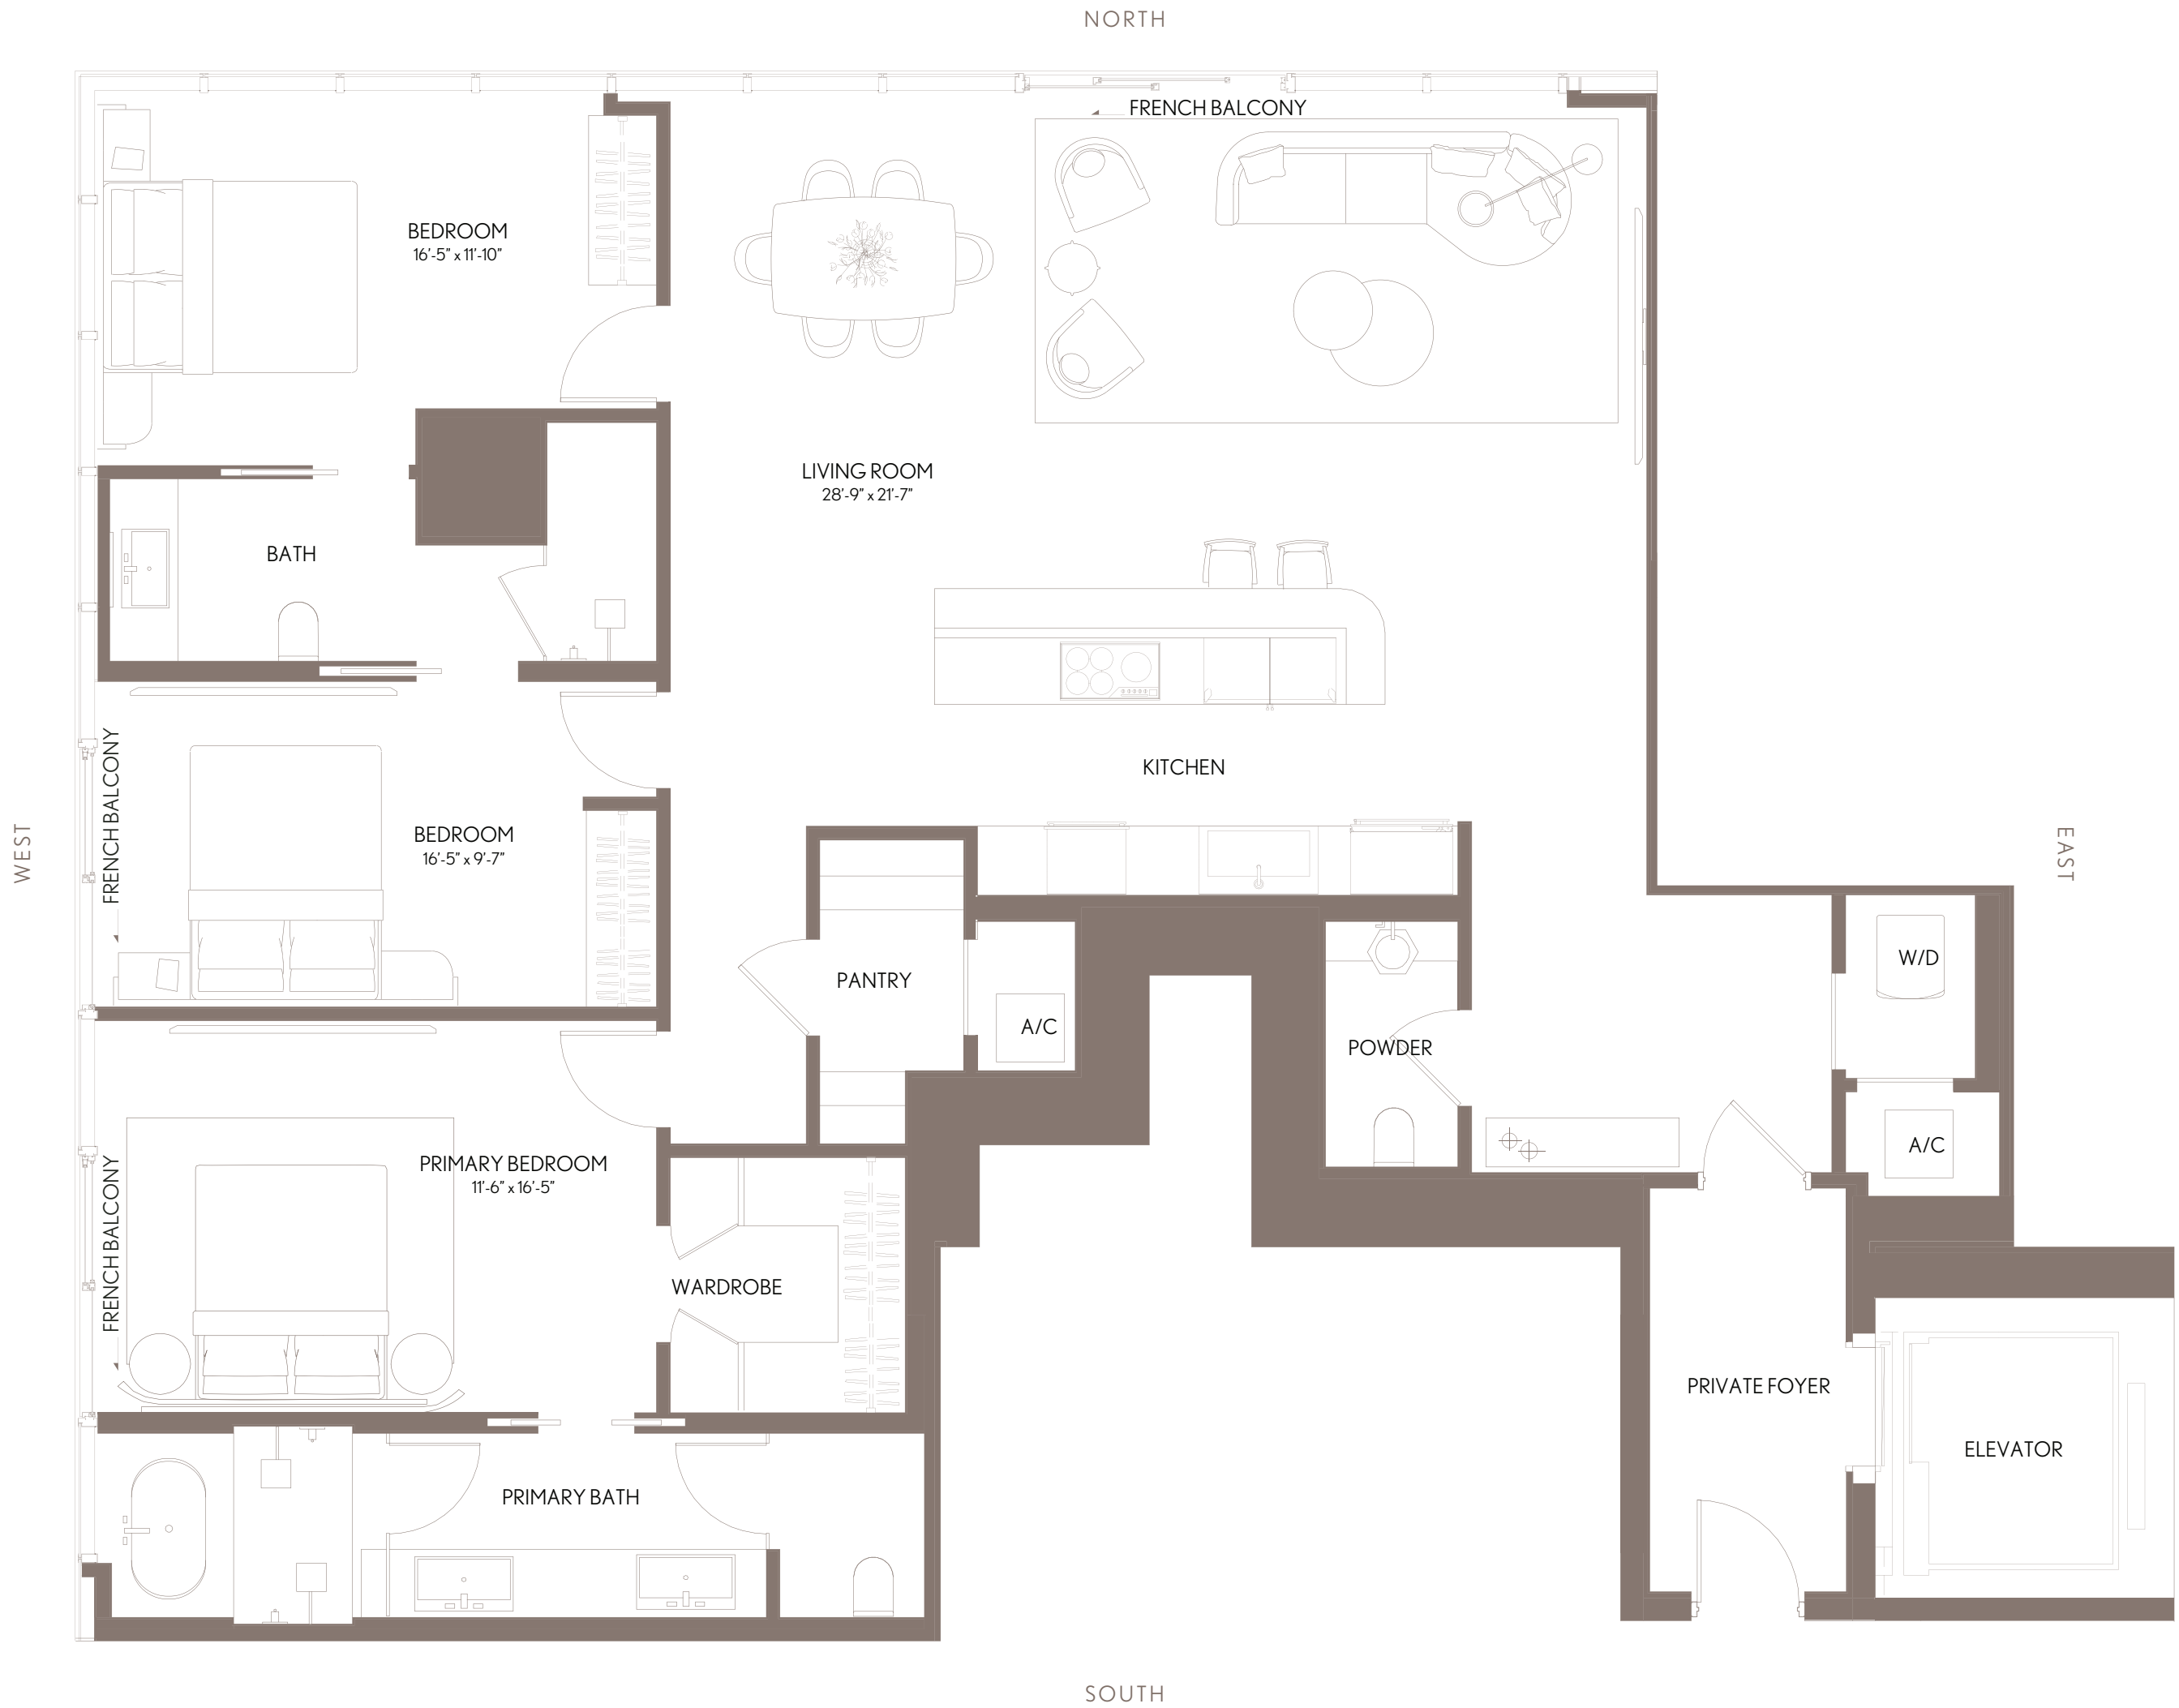 NORTH
FRENCH BALCONY
BEDROOM
16'-5" x 11'-10"
LIVING ROOM
28'-9" x 21'-7"
BATH
FRENCH BALCONY
KITCHEN
WEST
EAST
BEDROOM
16'-5" x 9'-7"
W/D
PANTRY
A/C
POWDER
A/C
FRENCH BALCONY
PRIMARY BEDROOM
11'-6" x 16'-5"
WARDROBE
PRIVATE FOYER
ELEVATOR
PRIMARY BATH
SOUTH